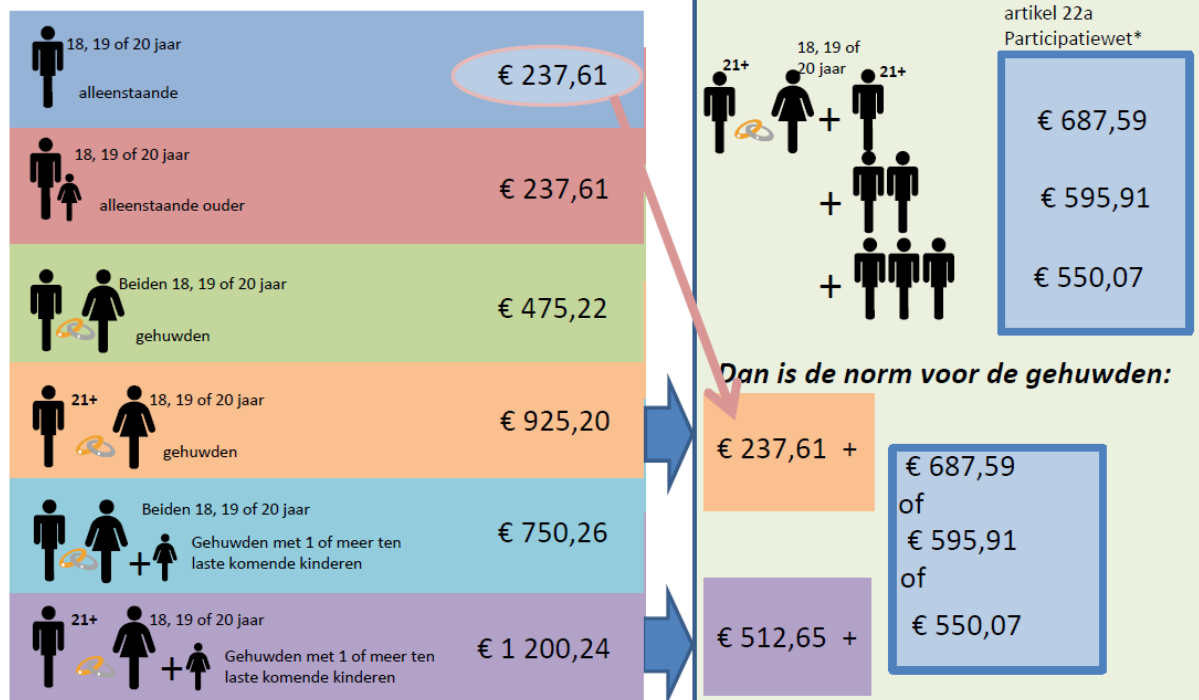 18, 19 of 20 jaar
€ 237,61
alleenstaande
18, 19 of 20 jaar
€ 237,61
alleenstaande ouder
Beiden 18, 19 of 20 jaar
€ 475,22
gehuwden
21+ 18, 19 of 20 jaar
€ 925,20
gehuwden
Beiden 18, 19 of 20 jaar
€ 750,26
Gehuwden met 1 of meer ten
laste komende kinderen
+
21+ 18, 19 of 20 jaar
€ 1 200,24
Gehuwden met 1 of meer ten
laste komende kinderen
+
artikel 22a
Participatiewet*
18, 19 of
20 jaar
21+ 21+
+ € 687,59
+ € 595,91
+ € 550,07
Dan is de norm voor de gehuwden:
€ 237,61 +
€ 687,59
of
€ 595,91
of
€ 550,07
€ 512,65 +